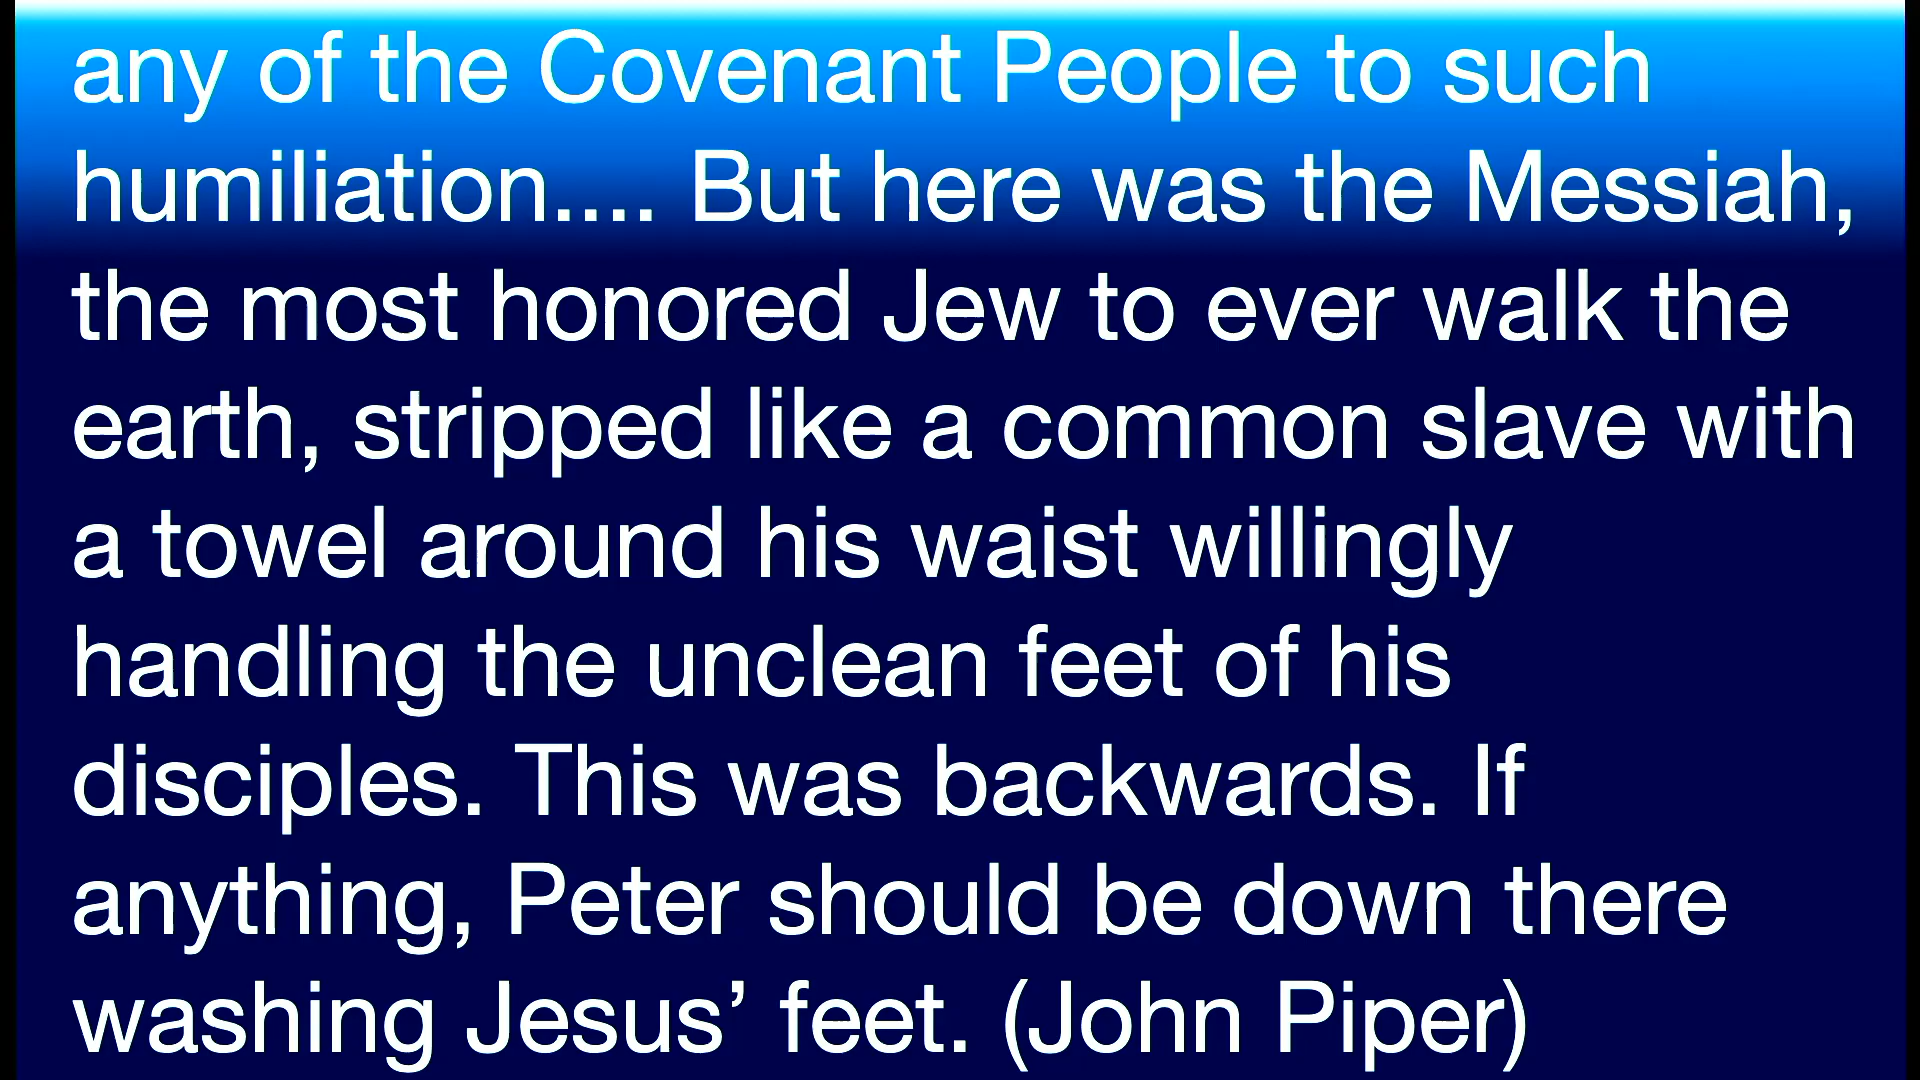 any of the Covenant People to such
humiliation.... But here was the Messiah,
the most honored Jew to ever walk the
earth, stripped like a common slave with
a towel around his waist willingly
handling the unclean feet of his
disciples. This was backwards. If
anything, Peter should be down there
washing Jesus’ feet. (John Piper)